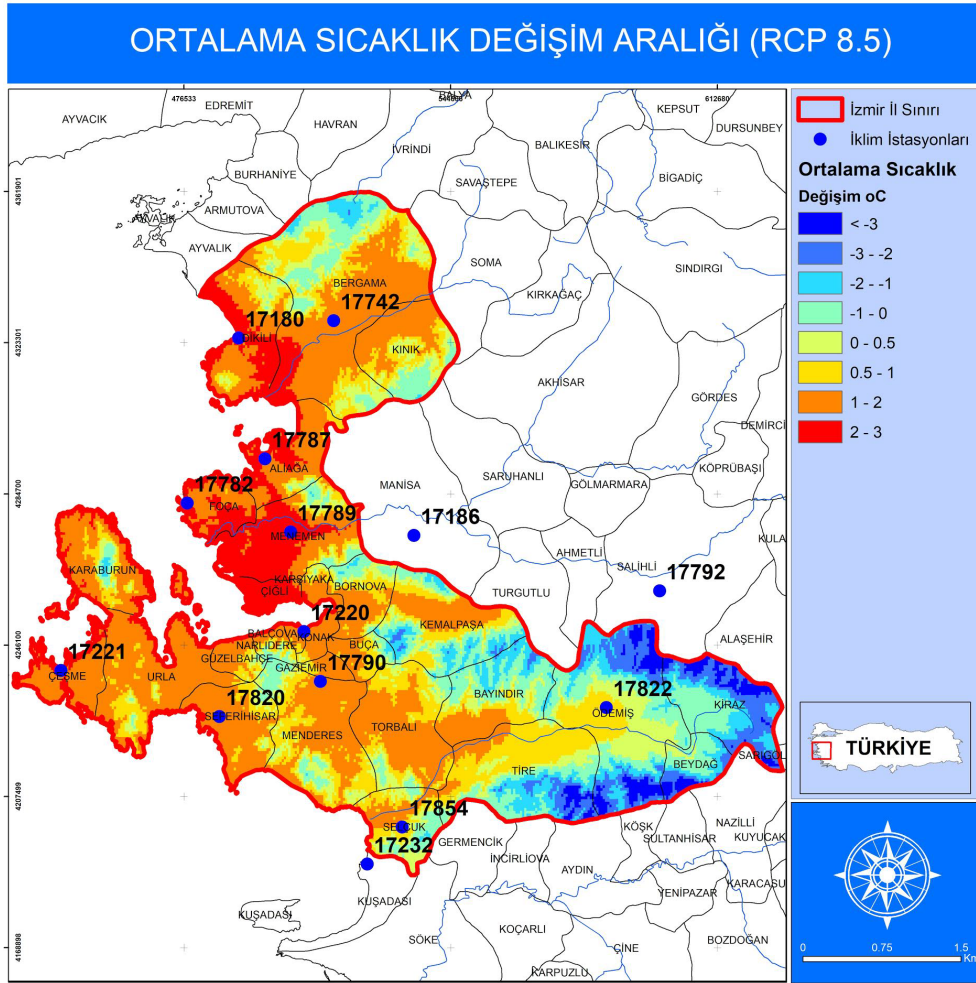 ORTALAMA SICAKLIK DEĞİŞİM ARALIĞI (RCP 8.5)
476533
612680
4361901
4323301
4284700
4246100
4207499
4168898
AYVACIK
EDREMİT
HAVRAN
BALYA
KEPSUT
DURSUNBEY
İVRİNDİ
BALIKESİR
BURHANİYE
SAVAŞTEPE
BİGADİÇ
ARMUTOVA
AYVALIK
AYVALIK
SOMA
SINDIRGI
BERGAMA
KIRKAĞAÇ
17742
17180
DİKİLİ
KINIK
AKHİSAR
GÖRDES
DEMİRCİ
17787
ALİAĞA
KÖPRÜBAŞI
SARUHANLI
GÖLMARMARA
MANİSA
17782
FOÇA
17789
MENEMEN
17186
KULA
AHMETLİ
SALİHLİ
17792
KARABURUN
KARŞIYAKA
BORNOVA
ÇİĞLİ
TURGUTLU
17220
KEMALPAŞA
BALÇOVA
KONAK
NARLIDERE
BUCA
ALAŞEHİR
GÜZELBAHÇE
17221
ÇEŞME
URLA
GAZİEMİR
17790
BAYINDIR
17822
ÖDEMİŞ
KİRAZ
17820
SEFERİHİSAR
MENDERES
TORBALI
SARIGÖL
TİRE
BEYDAĞ
17854
SELÇUK
17232
GERMENCİK
KÖŞK
NAZİLLİ
SULTANHİSAR
KUYUCAK
İNCİRLİOVA
AYDIN
KUŞADASI
KUŞADASI
YENİPAZAR
KARACASU
SÖKE
KOÇARLI
ÇİNE
BOZDOĞAN
KARPUZLU
İzmir İl Sınırı
İklim İstasyonları
Ortalama Sıcaklık
Değişim oC
< -3
-3 - -2
-2 - -1
-1 - 0
0 - 0.5
0.5 - 1
1 - 2
2 - 3
TÜRKİYE
0 0.75 1.5
Km